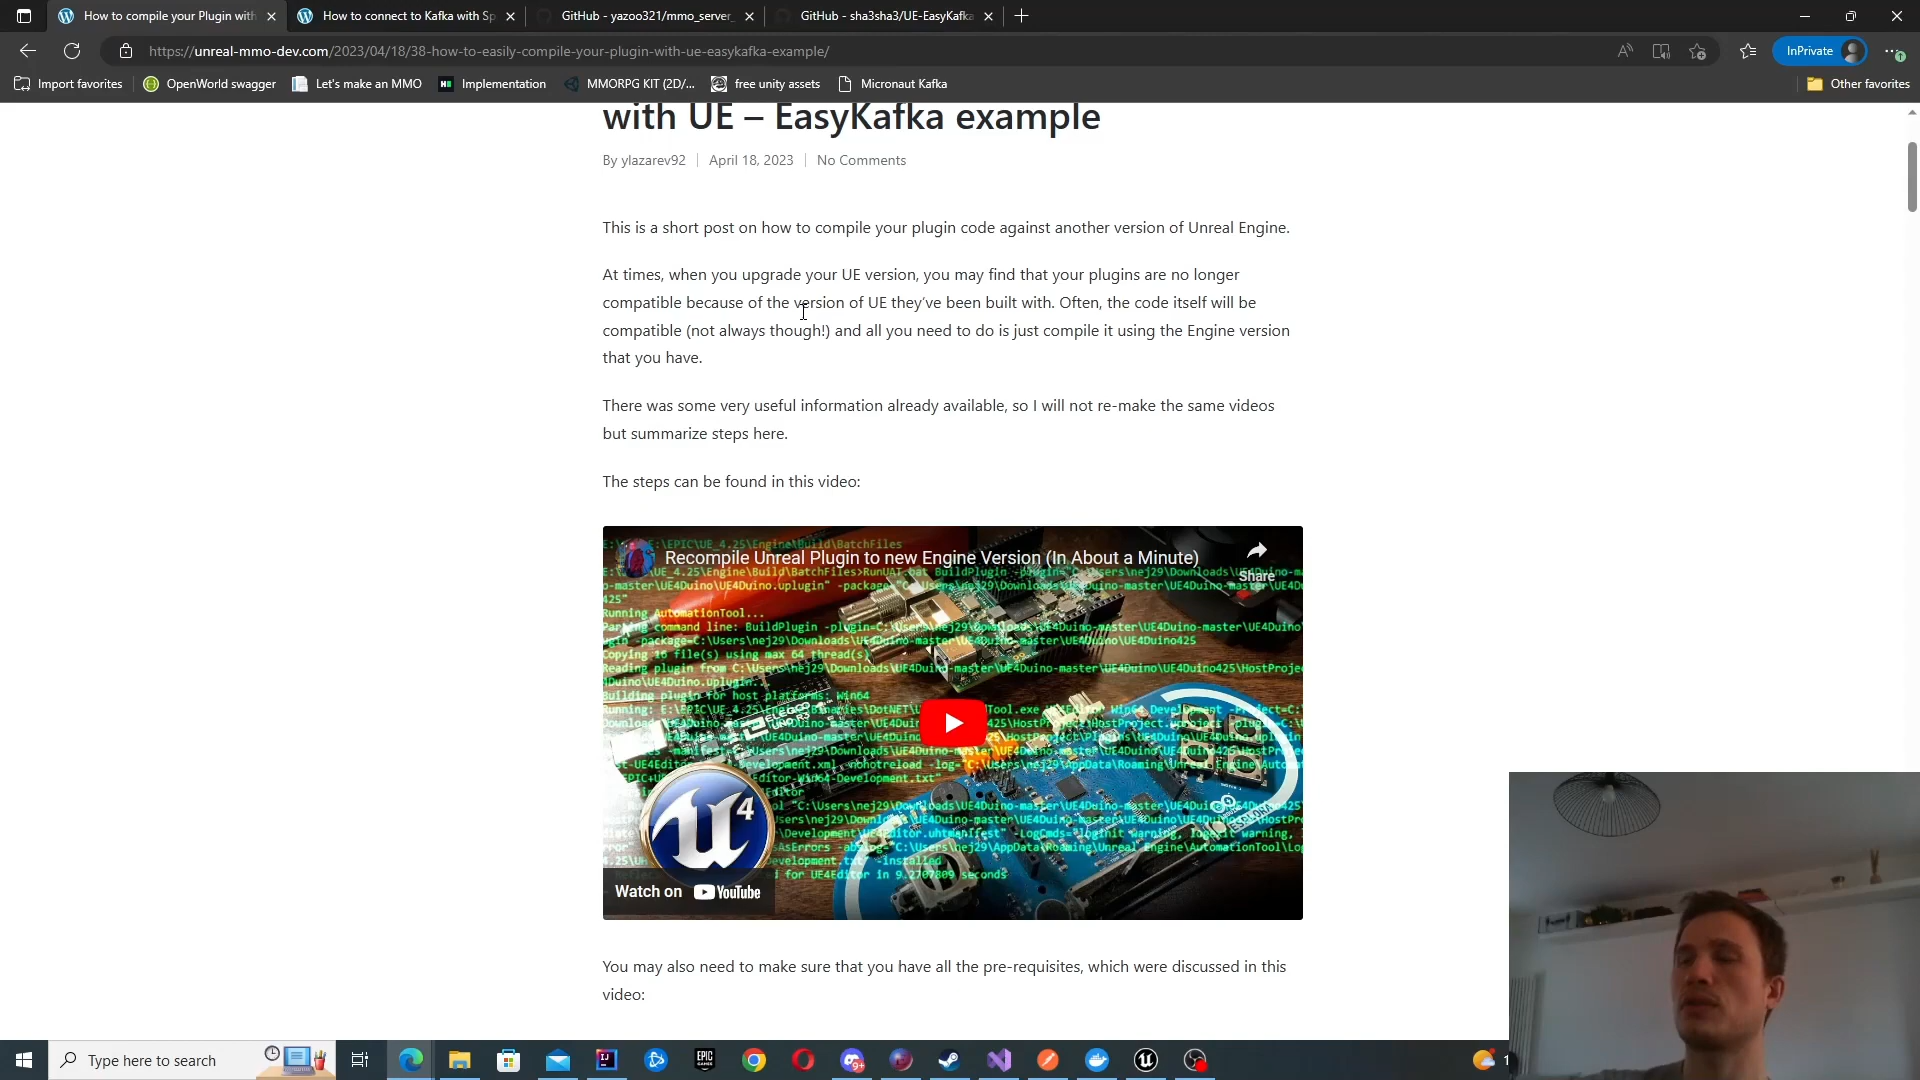 How to compile your Plugin with
How to connect to Kafka with Sp
GitHub - yazoo321/mmo_server_
GitHub - sha3sha3/UE-EasyKafka
https://unreal-mmo-dev.com/2023/04/18/38-how-to-easily-compile-your-plugin-with-ue-easykafka-example/
InPrivate
Import favorites
OpenWorld swagger
Let's make an MMO
Implementation
MMORPG KIT (2D/...
free unity assets
Micronaut Kafka
Other favorites
with UE – EasyKafka example
By ylazarev92
April 18, 2023
No Comments
This is a short post on how to compile your plugin code against another version of Unreal Engine.
At times, when you upgrade your UE version, you may find that your plugins are no longer
compatible because of the version of UE they've been built with. Often, the code itself will be
compatible (not always though!) and all you need to do is just compile it using the Engine version
that you have.
There was some very useful information already available, so I will not re-make the same videos
but summarize steps here.
The steps can be found in this video:
Recompile Unreal Plugin to new Engine Version (In About a Minute)
Share
Running AutomationTool...
Building plugin for host platforms: Win64
Watch on YouTube
You may also need to make sure that you have all the pre-requisites, which were discussed in this
video:
Type here to search